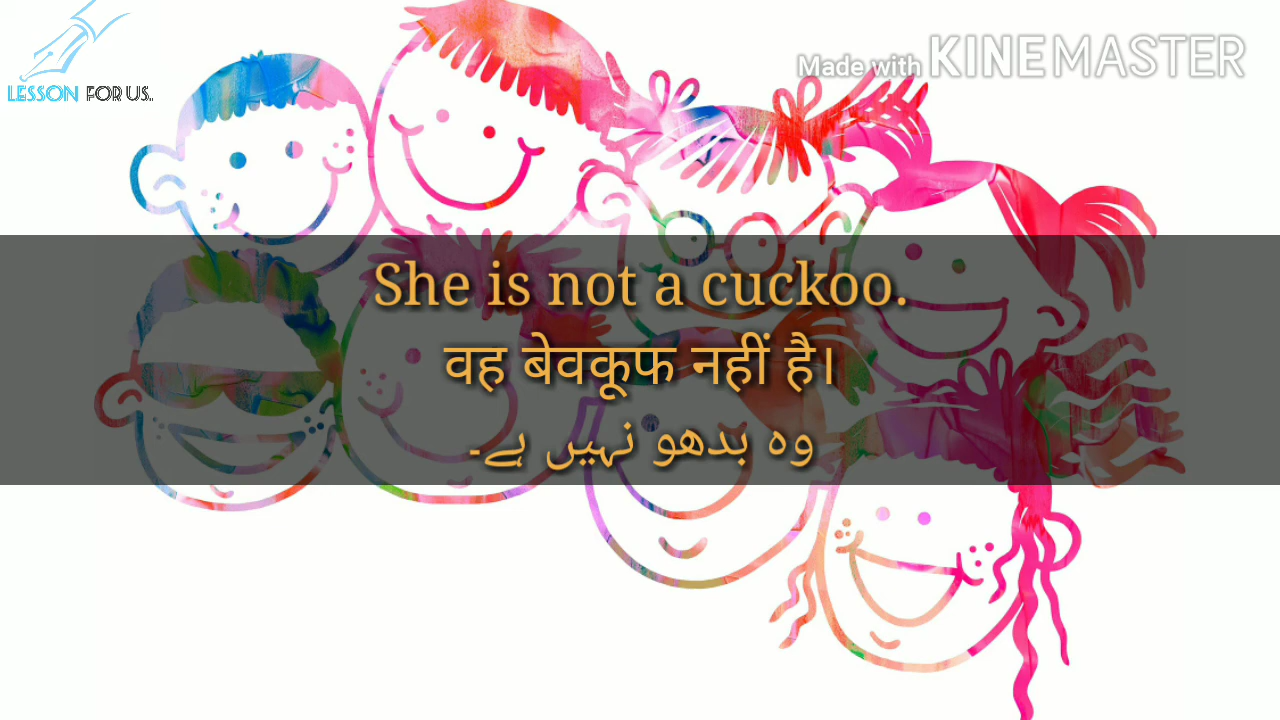 LESSON FOR US.
Made with KINEMASTER
She is not a cuckoo.
वह बेवकूफ नहीं है।
وہ بدھو نہیں ہے۔